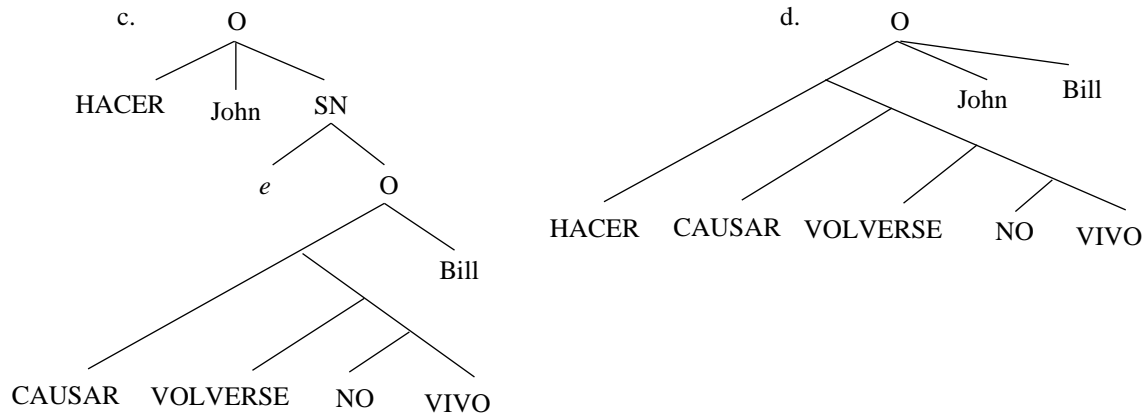 c. O
HACER John SN
e O
Bill
CAUSAR VOLVERSE NO VIVO
d. O
John Bill
HACER CAUSAR VOLVERSE NO VIVO